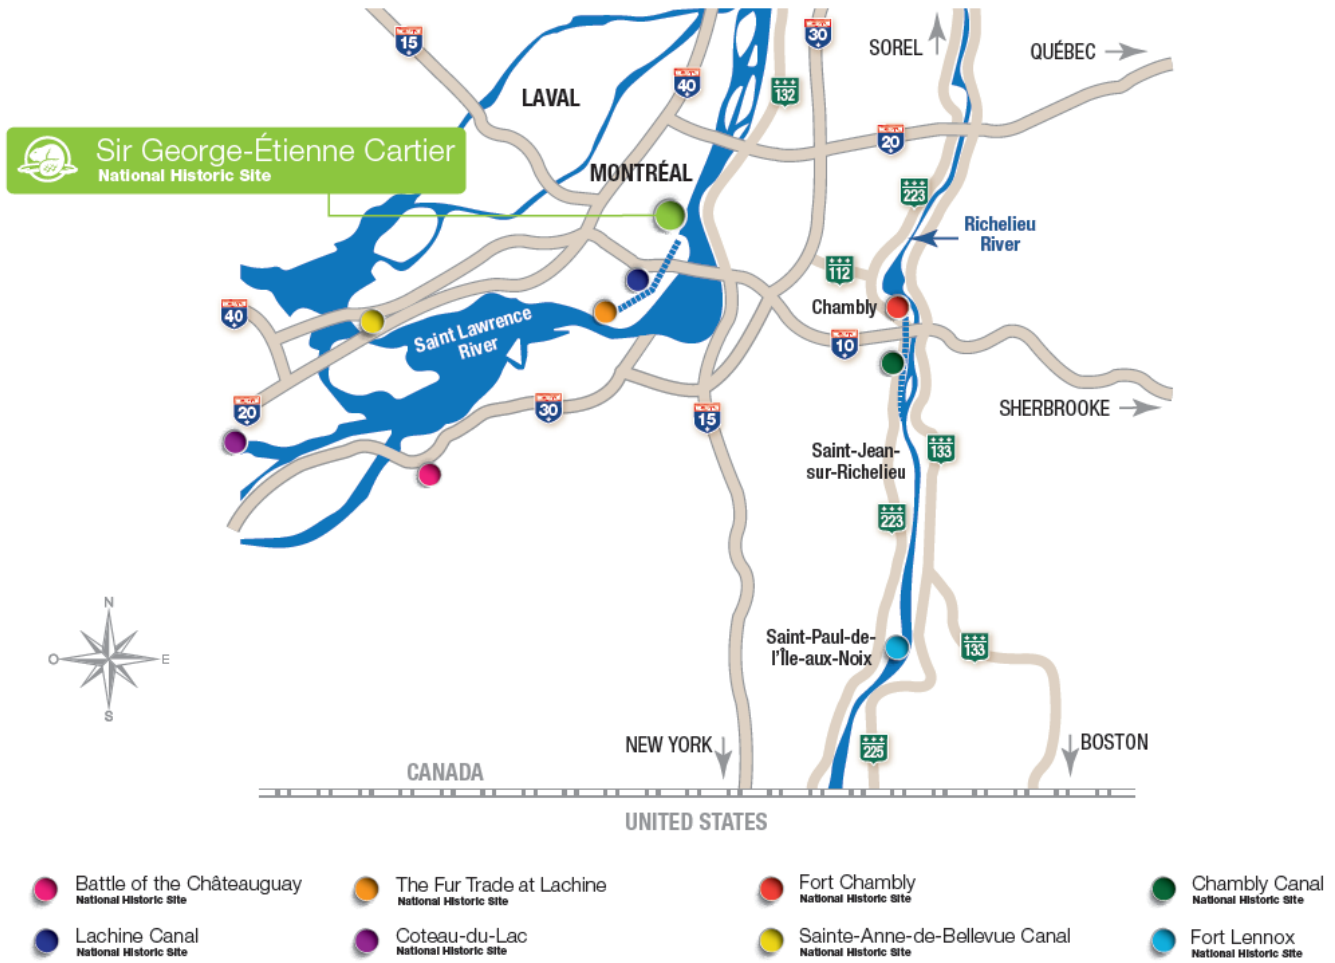 15
30
SOREL
QUÉBEC
40
132
LAVAL
20
Sir George-Étienne Cartier
National Historic Site
MONTRÉAL
223
Richelieu
River
112
Chambly
40
Saint Lawrence
River
10
20
30
15
SHERBROOKE
Saint-Jean-
sur-Richelieu
133
223
N
O
E
S
Saint-Paul-de-
l'Île-aux-Noix
133
NEW YORK
225
BOSTON
CANADA
UNITED STATES
Battle of the Châteauguay
National Historic Site
The Fur Trade at Lachine
National Historic Site
Fort Chambly
National Historic Site
Chambly Canal
National Historic Site
Lachine Canal
National Historic Site
Coteau-du-Lac
National Historic Site
Sainte-Anne-de-Bellevue Canal
National Historic Site
Fort Lennox
National Historic Site